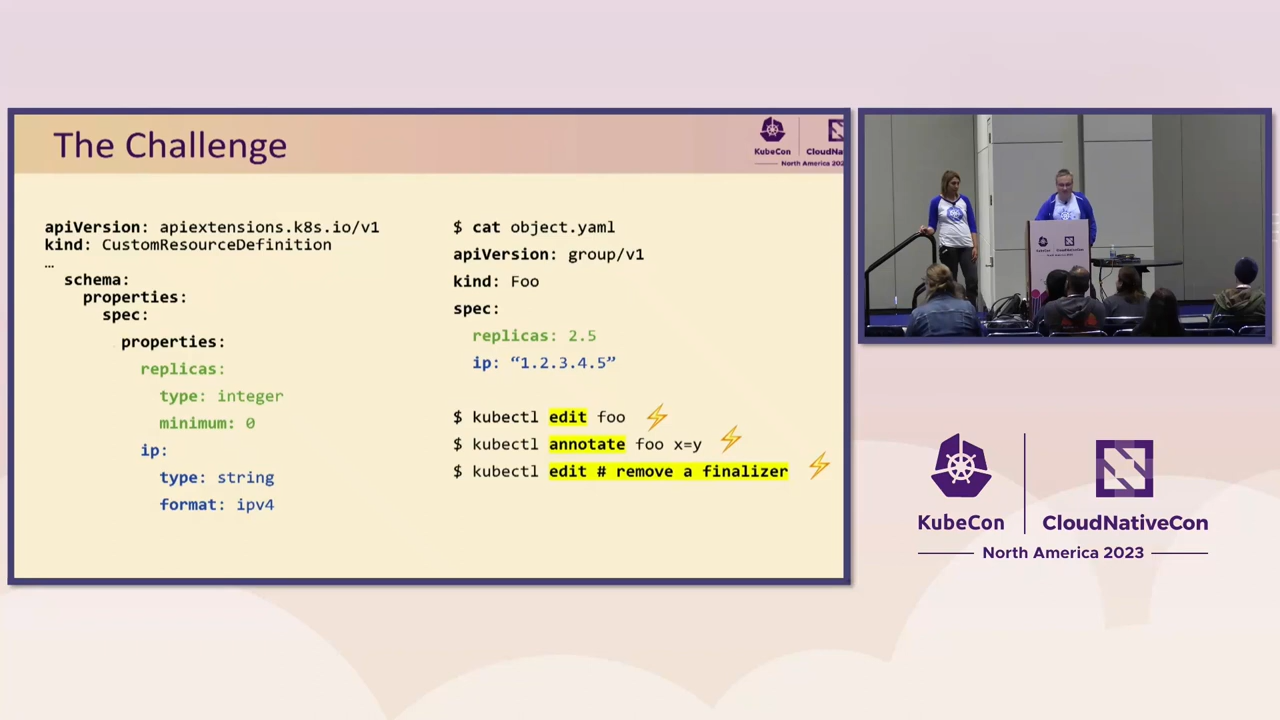 The Challenge
KubeCon
CloudNat
North America 202
apiVersion: apiextensions.k8s.io/v1
kind: CustomResourceDefinition
…
schema:
properties:
spec:
properties:
replicas:
type: integer
minimum: 0
ip:
type: string
format: ipv4
$ cat object.yaml
apiVersion: group/v1
kind: Foo
spec:
replicas: 2.5
ip: “1.2.3.4.5”
$ kubectl edit foo
$ kubectl annotate foo x=y
$ kubectl edit # remove a finalizer
KubeCon
CloudNativeCon
North America 2023